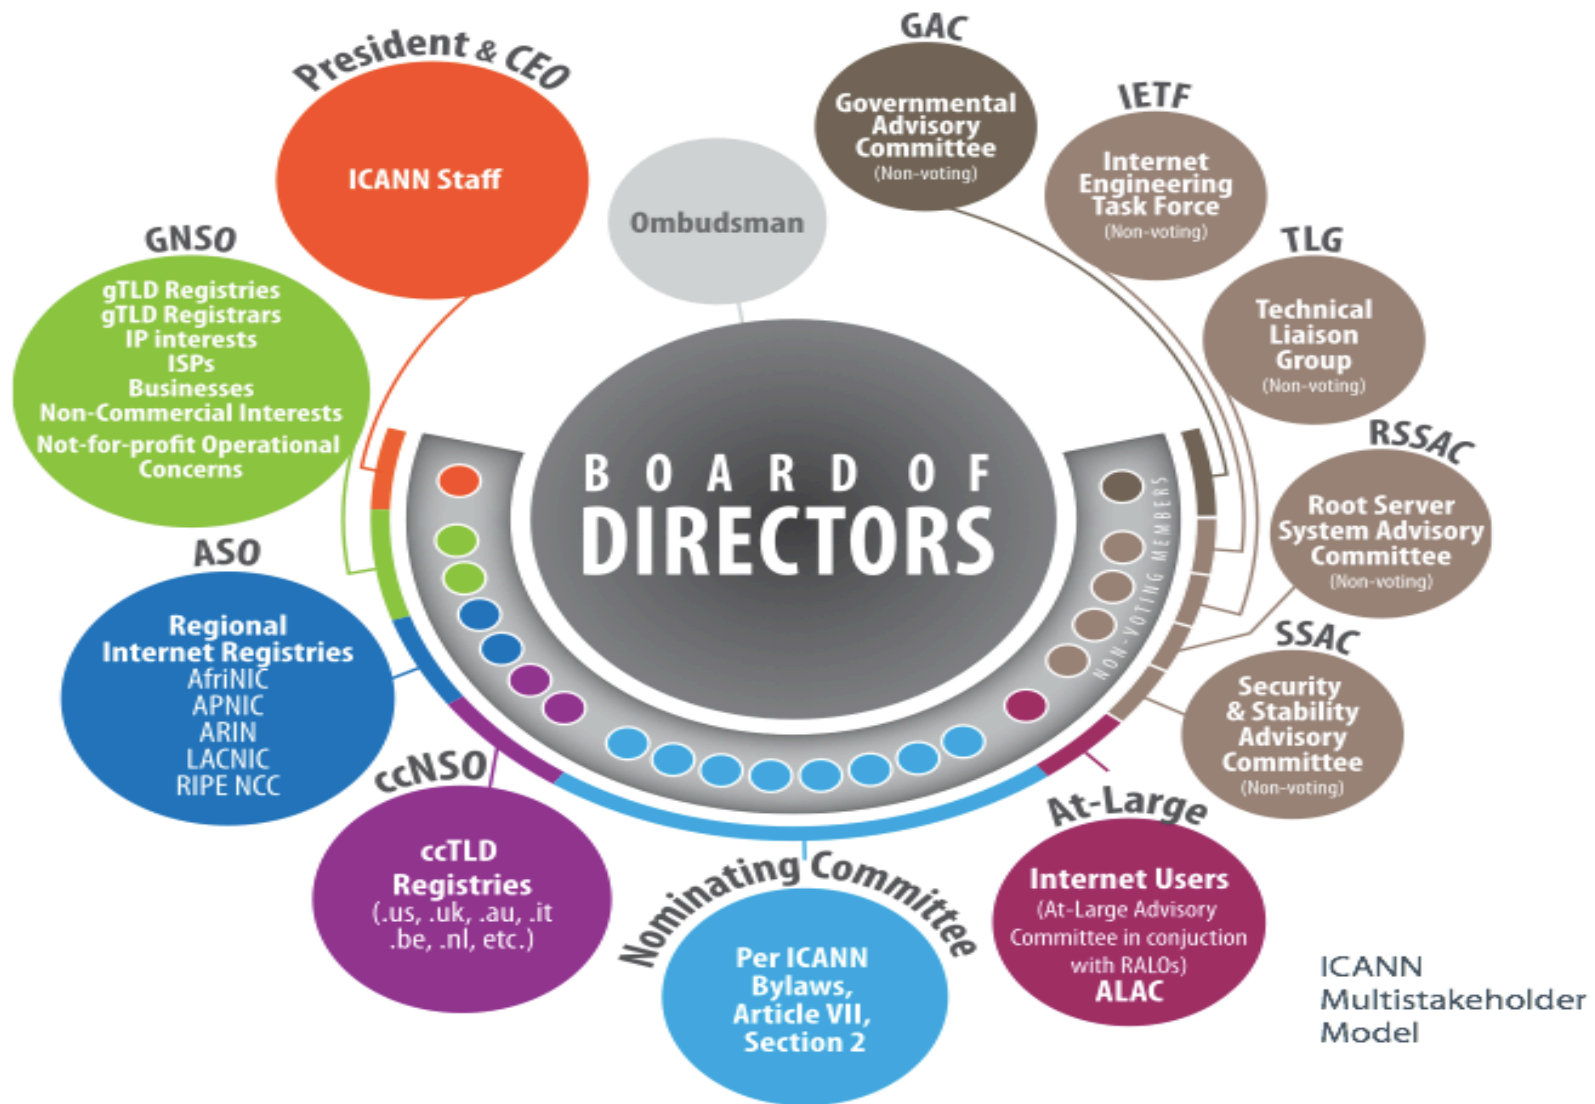 President & CEO
ICANN Staff
GNSO
gTLD Registries
gTLD Registrars
IP interests
ISPs
Businesses
Non-Commercial Interests
Not-for-profit Operational
Concerns
ASO
Regional
Internet Registries
AfriNIC
APNIC
ARIN
LACNIC
RIPE NCC
ccNSO
ccTLD
Registries
(.us, .uk, .au, .it
.be, .nl, etc.)
Nominating Committee
Per ICANN
Bylaws,
Article VII,
Section 2
At-Large
Internet Users
(At-Large Advisory
Committee in conjuction
with RALOs)
ALAC
Ombudsman
BOARD OF
DIRECTORS
NON-VOTING MEMBERS
GAC
Governmental
Advisory
Committee
(Non-voting)
IETF
Internet
Engineering
Task Force
(Non-voting)
TLG
Technical
Liaison
Group
(Non-voting)
RSSAC
Root Server
System Advisory
Committee
(Non-voting)
SSAC
Security
& Stability
Advisory
Committee
(Non-voting)
ICANN
Multistakeholder
Model